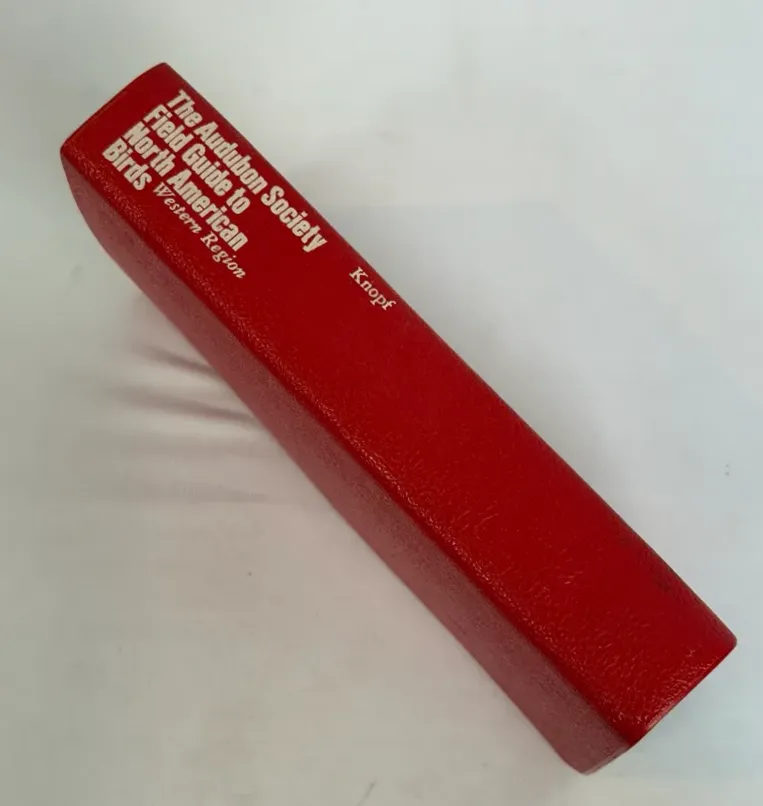 The Audubon Society
Field Guide to
North American
Birds
Western Region
Knopf